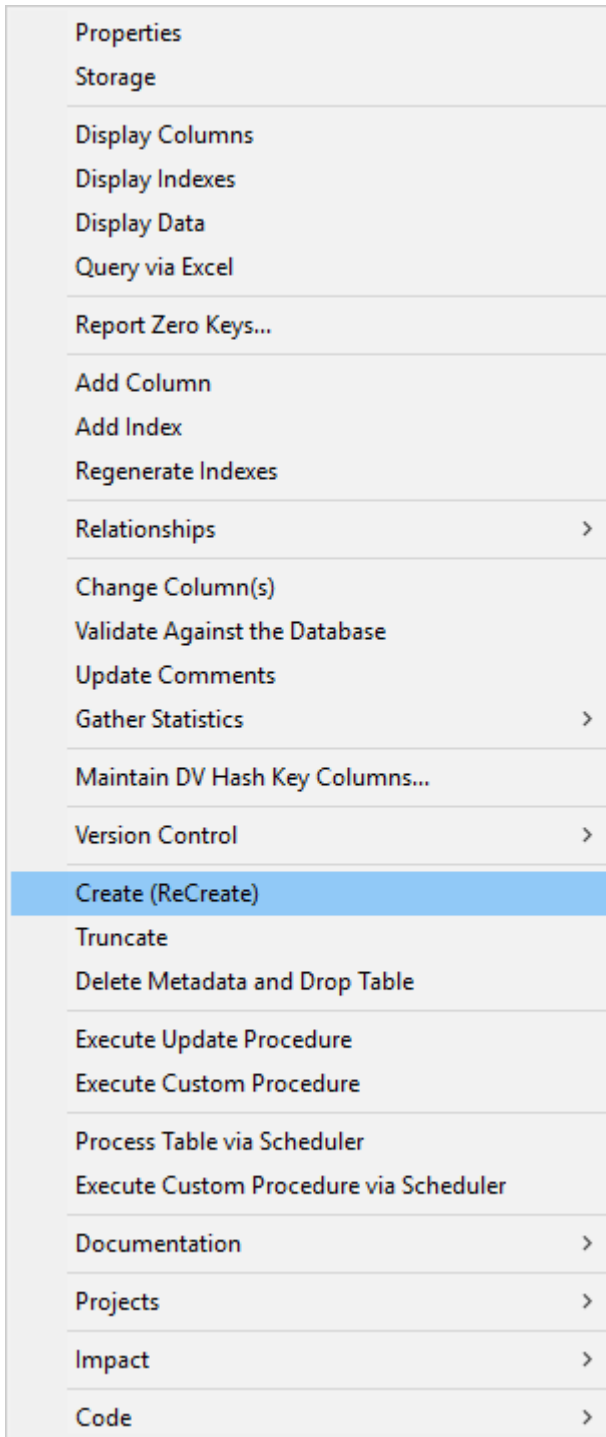 Properties
Storage
Display Columns
Display Indexes
Display Data
Query via Excel
Report Zero Keys...
Add Column
Add Index
Regenerate Indexes
Relationships
Change Column(s)
Validate Against the Database
Update Comments
Gather Statistics
Maintain DV Hash Key Columns...
Version Control
Create (ReCreate)
Truncate
Delete Metadata and Drop Table
Execute Update Procedure
Execute Custom Procedure
Process Table via Scheduler
Execute Custom Procedure via Scheduler
Documentation
Projects
Impact
Code